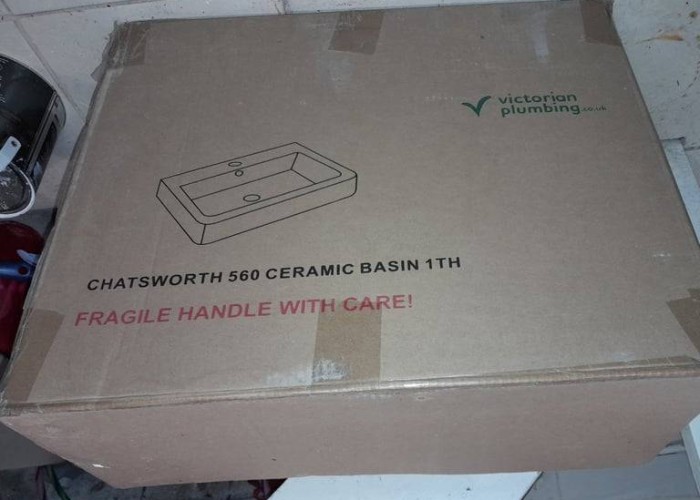 victorian
plumbing.co.uk
CHATSWORTH 560 CERAMIC BASIN 1TH
FRAGILE HANDLE WITH CARE!